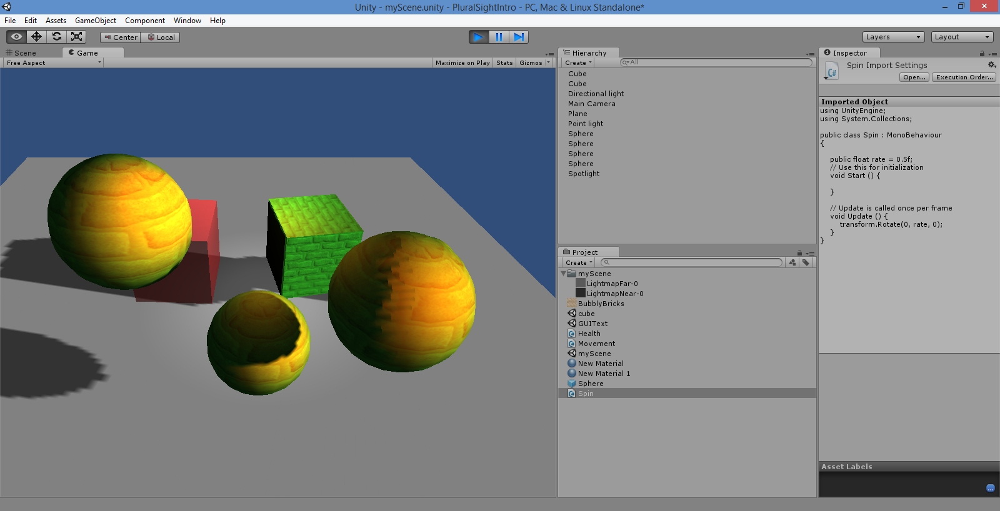 Unity - myScene.unity - PluralSightIntro - PC, Mac & Linux Standalone*
File Edit Assets GameObject Component Window Help
Center Local
Layers Layout
Scene Game
Free Aspect
Maximize on Play Stats Gizmos
Hierarchy
Create All
Cube
Cube
Directional light
Main Camera
Plane
Point light
Sphere
Sphere
Sphere
Sphere
Spotlight
Project
Create
myScene
LightmapFar-0
LightmapNear-0
BubblyBricks
cube
GUIText
C# Health
C# Movement
myScene
New Material
New Material 1
Sphere
C# Spin
Inspector
C#
Spin Import Settings
Open... Execution Order...
Imported Object
using UnityEngine;
using System.Collections;
public class Spin : MonoBehaviour
{
public float rate = 0.5f;
// Use this for initialization
void Start () {
}
// Update is called once per frame
void Update () {
transform.Rotate(0, rate, 0);
}
}
Asset Labels